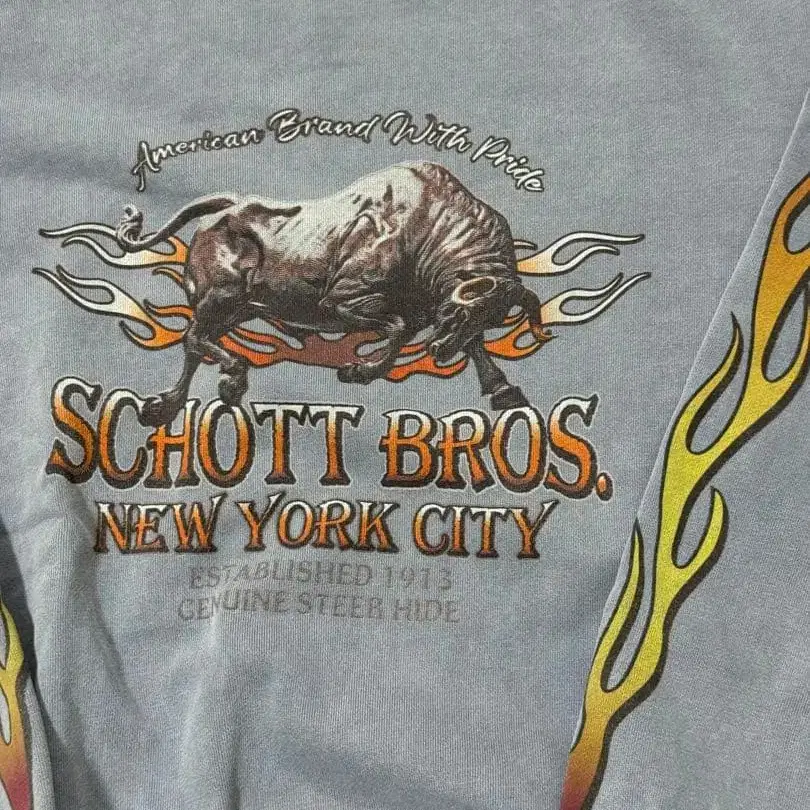 American Brand With Pride
SCHOTT BROS.
NEW YORK CITY
ESTABLISHED 1913
GENUINE STEER HIDE